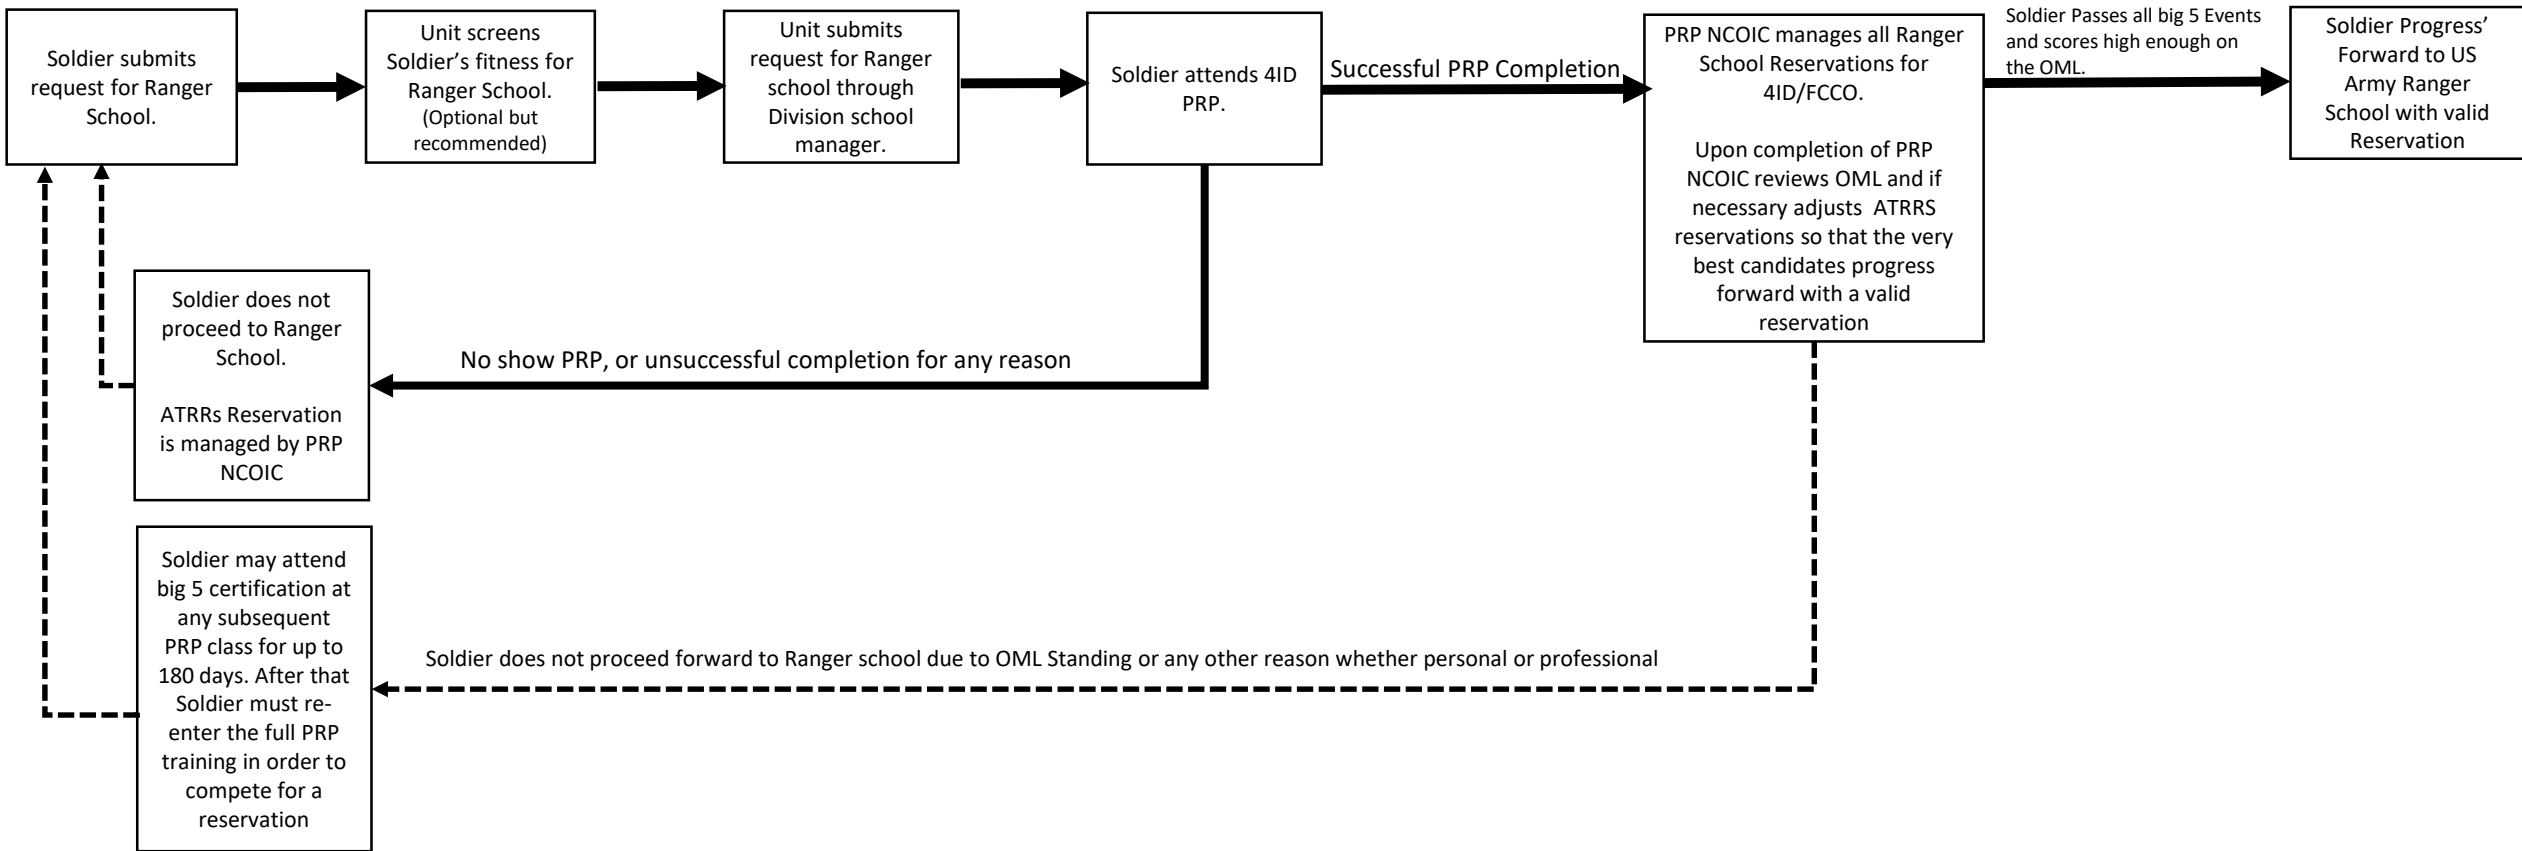 Soldier submits
request for Ranger
School.
Unit screens
Soldier’s fitness for
Ranger School.
(Optional but
recommended)
Unit submits
request for Ranger
school through
Division school
manager.
Soldier attends 4ID
PRP.
Successful PRP Completion
PRP NCOIC manages all Ranger
School Reservations for
4ID/FCCO.
Upon completion of PRP
NCOIC reviews OML and if
necessary adjusts  ATRRS
reservations so that the very
best candidates progress
forward with a valid
reservation
Soldier Passes all big 5 Events
and scores high enough on
the OML.
Soldier Progress’
Forward to US
Army Ranger
School with valid
Reservation
Soldier does not
proceed to Ranger
School.
ATRRs Reservation
is managed by PRP
NCOIC
No show PRP, or unsuccessful completion for any reason
Soldier may attend
big 5 certification at
any subsequent
PRP class for up to
180 days. After that
Soldier must re-
enter the full PRP
training in order to
compete for a
reservation
Soldier does not proceed forward to Ranger school due to OML Standing or any other reason whether personal or professional